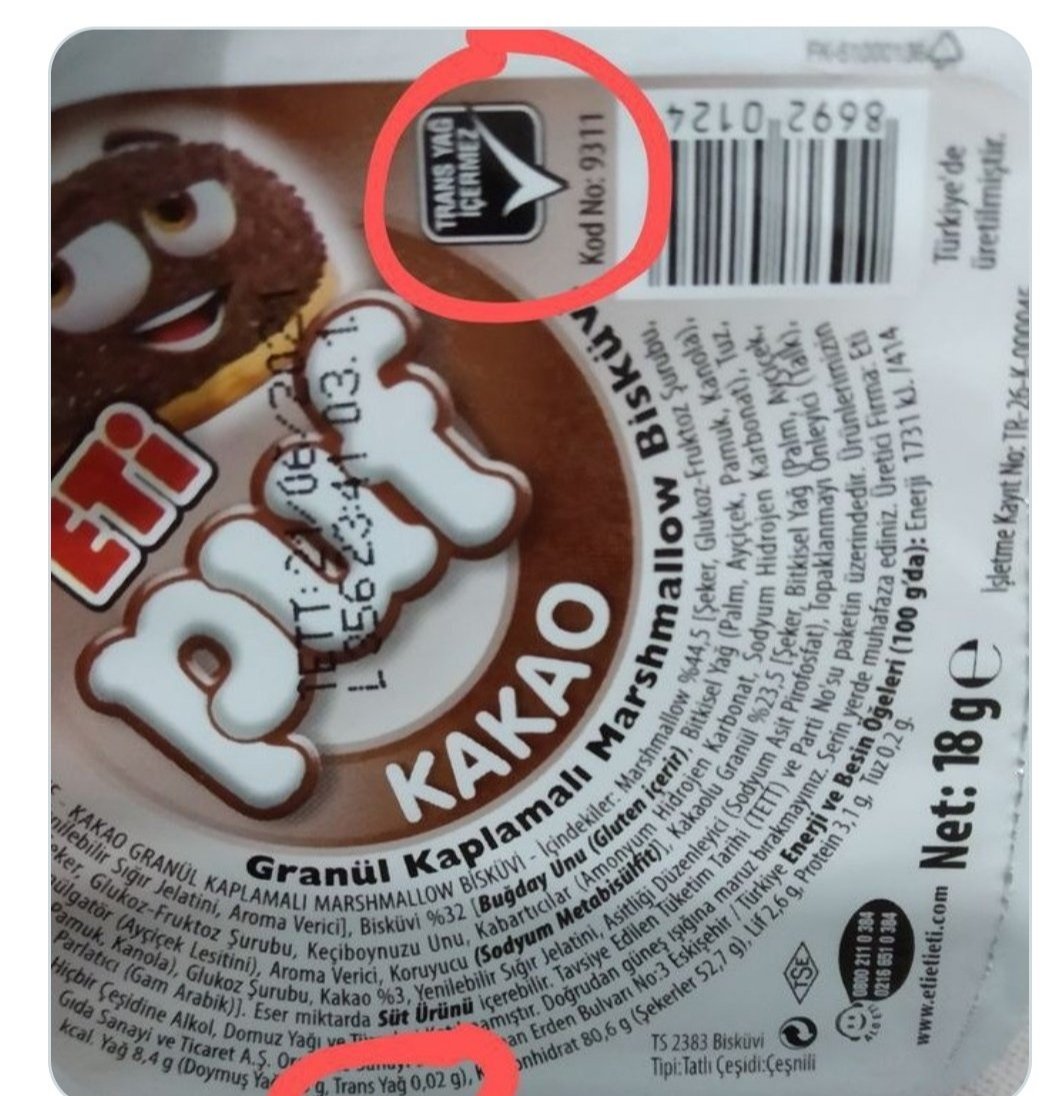 PK-61000106
TRANS YAĞ
İÇERMEZ
Kod No: 9311
8692 0124
Türkiye'de
üretilmiştir.
İşletme Kayıt No: TR-26-K-
ETi
puf
KAKAO
TETT:21/06/2021
L 356 23:41 03.1.
Granül Kaplamalı Marshmallow Bisküvi
KAKAO GRANÜL KAPLAMALI MARSHMALLOW BİSKÜVİ - İçindekiler: Marshmallow %44,5 [Şeker, Glukoz-Fruktoz Şurubu,
Yenilebilir Sığır Jelatini, Aroma Verici], Bisküvi %32 [Buğday Unu (Gluten içerir), Bitkisel Yağ (Palm, Ayçiçek, Pamuk, Kanola),
Şeker, Glukoz-Fruktoz Şurubu, Keçiboynuzu Unu, Kabartıcılar (Amonyum Hidrojen Karbonat, Sodyum Hidrojen Karbonat), Tuz,
Emülgatör (Ayçiçek Lesitini), Aroma Verici, Koruyucu (Sodyum Metabisülfit)], Kakaolu Granül %23,5 [Şeker, Bitkisel Yağ (Palm, Ayçiçek,
Pamuk, Kanola), Glukoz Şurubu, Kakao %3, Yenilebilir Sığır Jelatini, Asitliği Düzenleyici (Sodyum Asit Pirofosfat), Topaklanmayı Önleyici (Talk),
Parlatıcı (Gam Arabik)]. Eser miktarda Süt Ürünü içerebilir. Tavsiye Edilen Tüketim Tarihi (TETT) ve Parti No'su paketin üzerindedir. Ürünlerimizin
Hiçbir Çeşidine Alkol, Domuz Yağı ve Doğrudan güneş ışığına maruz bırakmayınız. Serin yerde muhafaza ediniz. Üretici Firma: Eti
Gıda Sanayi ve Ticaret A.Ş. Erden Bulvarı No:3 Eskişehir / Türkiye Enerji ve Besin Öğeleri (100 g'da): Enerji 1731 kJ. /414
kcal. Yağ 8,4 g (Doymuş Yağ g, Trans Yağ 0,02 g), Karbonhidrat 80,6 g (Şekerler 52,7 g), Lif 2,6 g, Protein 3,1 g, Tuz 0,2 g.
TSE
TS 2383 Bisküvi
Tipi:Tatlı Çeşidi:Çeşnili
0800 211 0 384
0216 651 0 384
www.etietieti.com
Net: 18g e